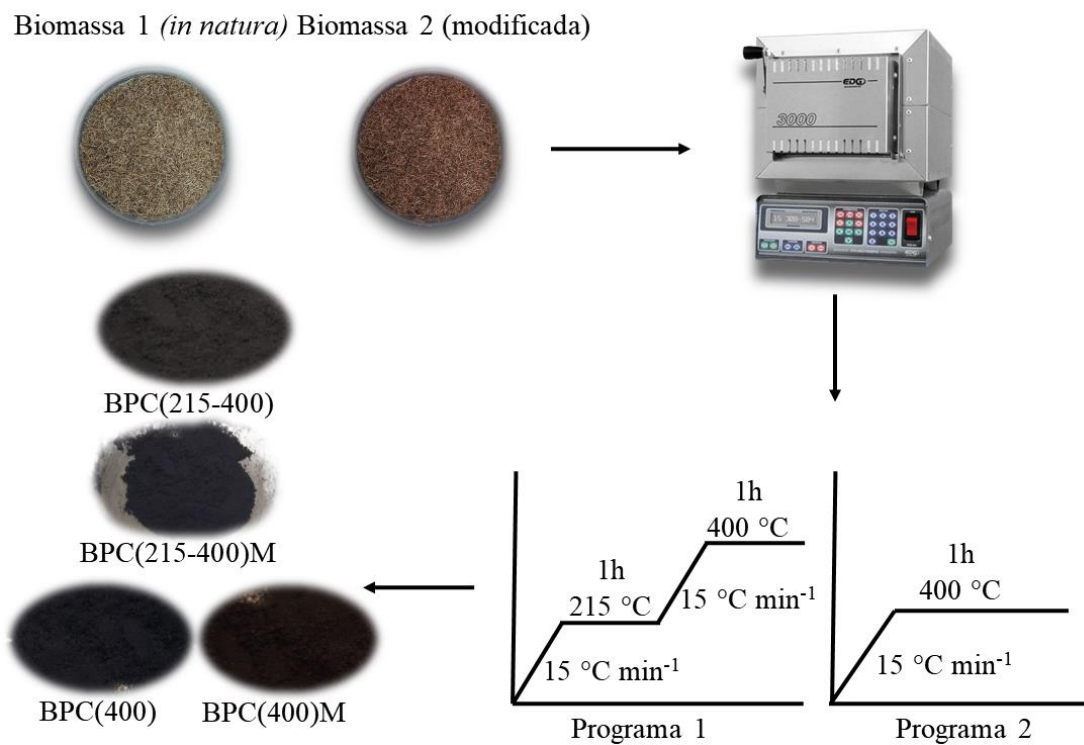 Biomassa 1 (in natura) Biomassa 2 (modificada)
EDG
3000
BPC(215-400)
BPC(215-400)M
BPC(400) BPC(400)M
1h
400 °C
15 °C min-1
1h
215 °C
15 °C min-1
Programa 1
1h
400 °C
15 °C min-1
Programa 2